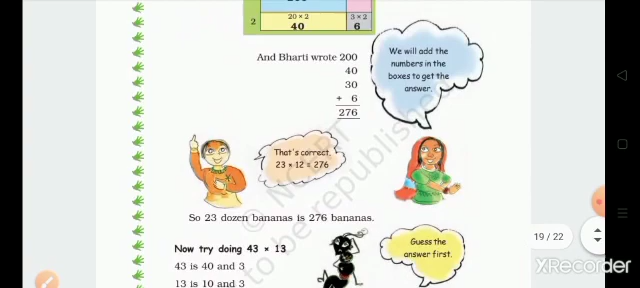 20 × 2
40
3 × 2
6
2
And Bharti wrote 200
40
30
+ 6
276
We will add the
numbers in the
boxes to get the
answer.
That's correct.
23 × 12 = 276
So 23 dozen bananas is 276 bananas.
Now try doing 43 × 13
43 is 40 and 3
13 is 10 and 3
Guess the
answer first.
19 / 22
XRecorder
to be republished